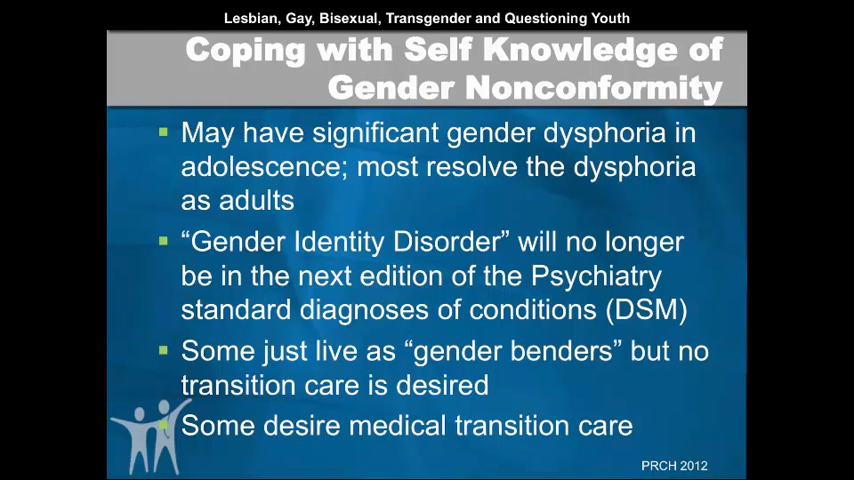 Lesbian, Gay, Bisexual, Transgender and Questioning Youth
Coping with Self Knowledge of
Gender Nonconformity
May have significant gender dysphoria in
adolescence; most resolve the dysphoria
as adults
“Gender Identity Disorder” will no longer
be in the next edition of the Psychiatry
standard diagnoses of conditions (DSM)
Some just live as “gender benders” but no
transition care is desired
Some desire medical transition care
PRCH 2012